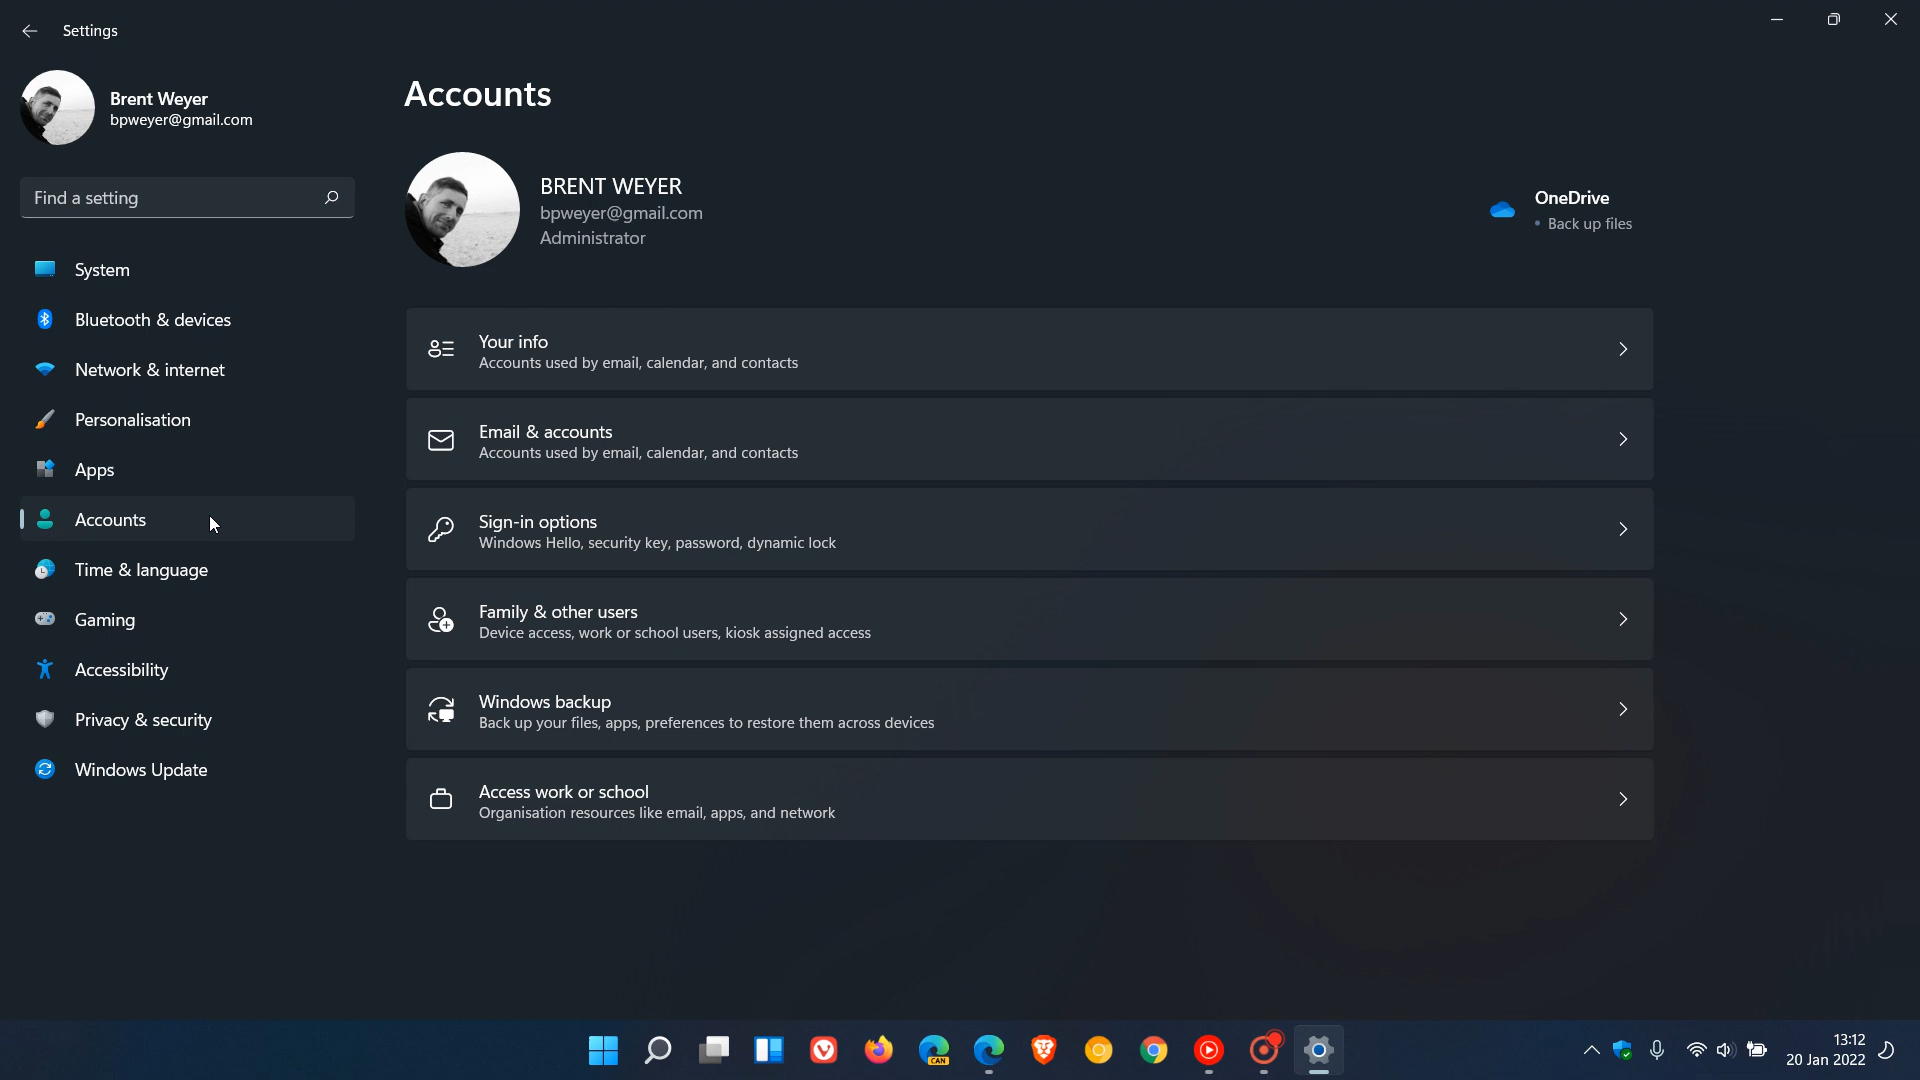 Settings
Brent Weyer
bpweyer@gmail.com
Find a setting
System
Bluetooth & devices
Network & internet
Personalisation
Apps
Accounts
Time & language
Gaming
Accessibility
Privacy & security
Windows Update
Accounts
BRENT WEYER
bpweyer@gmail.com
Administrator
OneDrive
• Back up files
Your info
Accounts used by email, calendar, and contacts
Email & accounts
Accounts used by email, calendar, and contacts
Sign-in options
Windows Hello, security key, password, dynamic lock
Family & other users
Device access, work or school users, kiosk assigned access
Windows backup
Back up your files, apps, preferences to restore them across devices
Access work or school
Organisation resources like email, apps, and network
CAN
13:12
20 Jan 2022